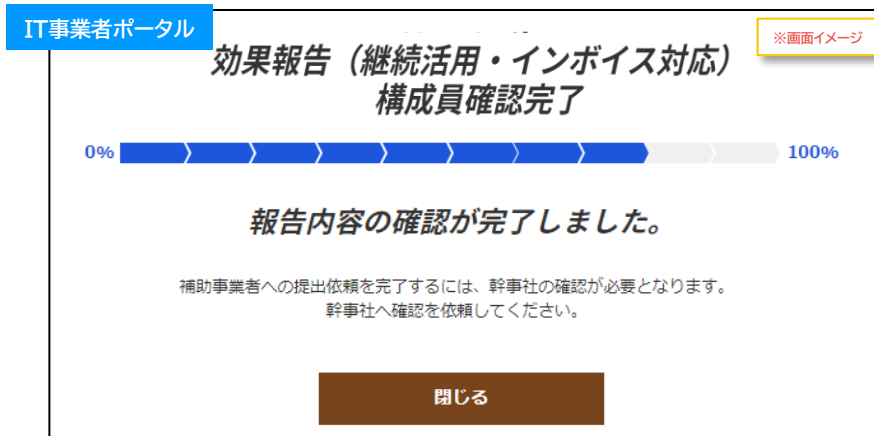 IT事業者ポータル
※画面イメージ
効果報告（継続活用・インボイス対応）
構成員確認完了
0%
100%
報告内容の確認が完了しました。
補助事業者への提出依頼を完了するには、幹事社の確認が必要となります。
幹事社へ確認を依頼してください。
閉じる